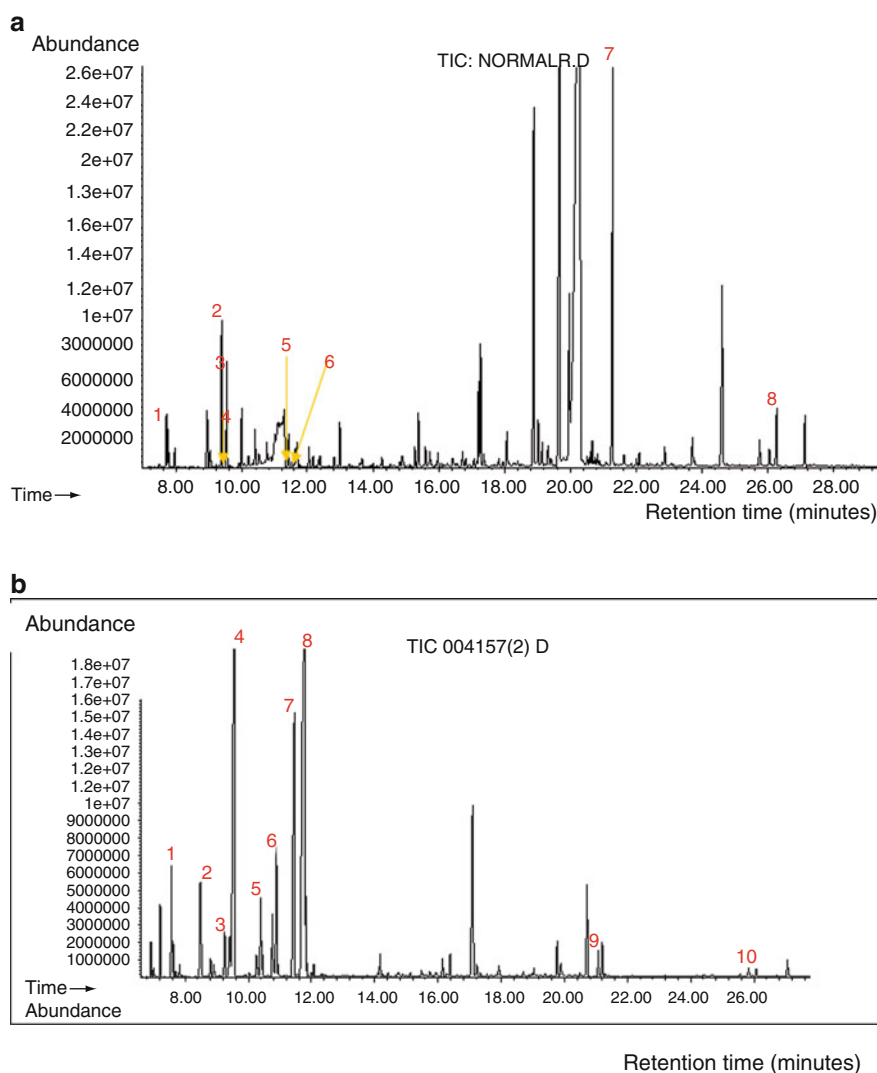 a
Abundance
TIC: NORMALR.D
7
2.6e+07
2.4e+07
2.2e+07
2e+07
1.3e+07
1.6e+07
1.4e+07
1.2e+07
1e+07
3000000
6000000
4000000
2000000
2
3
4
1
5
6
8
8.00 10.00 12.00 14.00 16.00 18.00 20.00 22.00 24.00 26.00 28.00
Time
Retention time (minutes)
b
Abundance
TIC 004157(2) D
4
8
7
1.8e+07
1.7e+07
1.6e+07
1.5e+07
1.4e+07
1.3e+07
1.2e+07
1.1e+07
1e+07
9000000
8000000
7000000
6000000
5000000
4000000
3000000
2000000
1000000
1
2
3
5
6
9
10
Time
8.00 10.00 12.00 14.00 16.00 18.00 20.00 22.00 24.00 26.00
Abundance
Retention time (minutes)